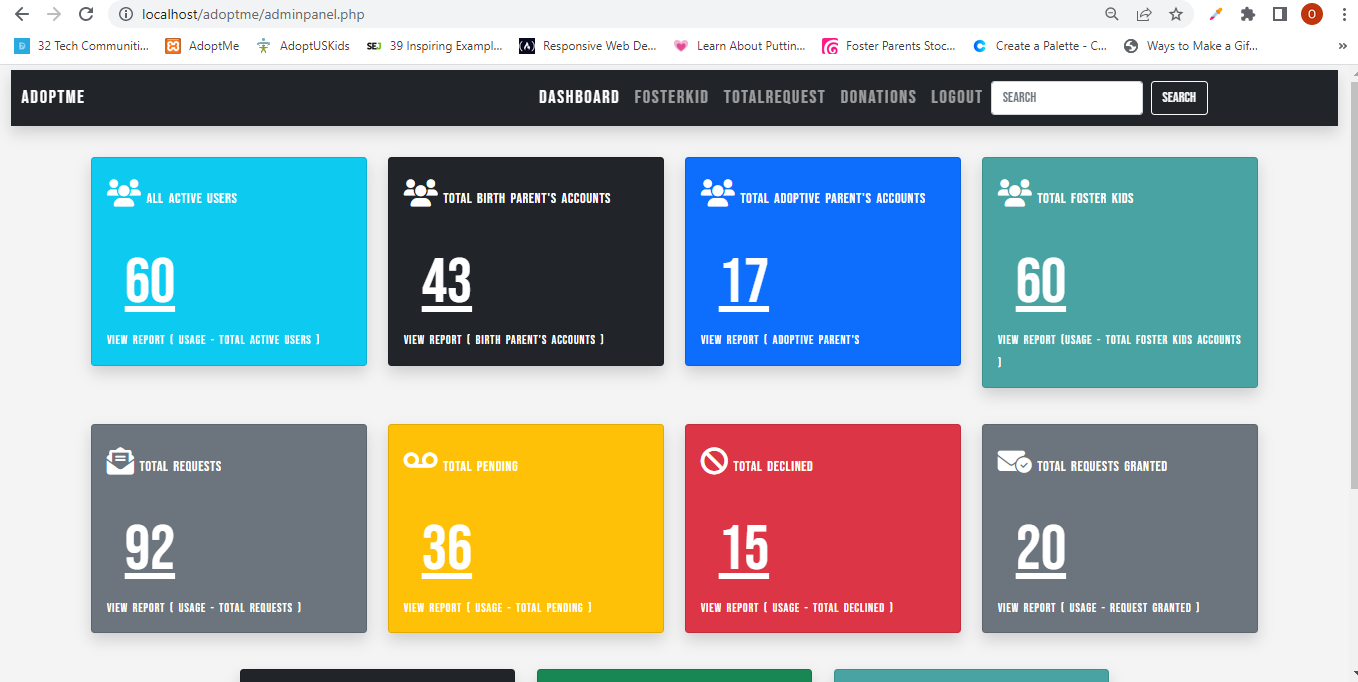 localhost/adoptme/adminpanel.php
O
32 Tech Communiti...
AdoptMe
AdoptUSKids
SEJ
39 Inspiring Exampl...
Responsive Web De...
Learn About Puttin...
Foster Parents Stoc...
Create a Palette - C...
Ways to Make a Gif...
»
ADOPTME
DASHBOARD
FOSTERKID
TOTALREQUEST
DONATIONS
LOGOUT
SEARCH
SEARCH
ALL ACTIVE USERS
60
VIEW REPORT ( USAGE - TOTAL ACTIVE USERS )
TOTAL BIRTH PARENT'S ACCOUNTS
43
VIEW REPORT ( BIRTH PARENT'S ACCOUNTS )
TOTAL ADOPTIVE PARENT'S ACCOUNTS
17
VIEW REPORT ( ADOPTIVE PARENT'S
TOTAL FOSTER KIDS
60
VIEW REPORT (USAGE - TOTAL FOSTER KIDS ACCOUNTS
)
TOTAL REQUESTS
92
VIEW REPORT ( USAGE - TOTAL REQUESTS )
TOTAL PENDING
36
VIEW REPORT ( USAGE - TOTAL PENDING )
TOTAL DECLINED
15
VIEW REPORT ( USAGE - TOTAL DECLINED )
TOTAL REQUESTS GRANTED
20
VIEW REPORT ( USAGE - REQUEST GRANTED )